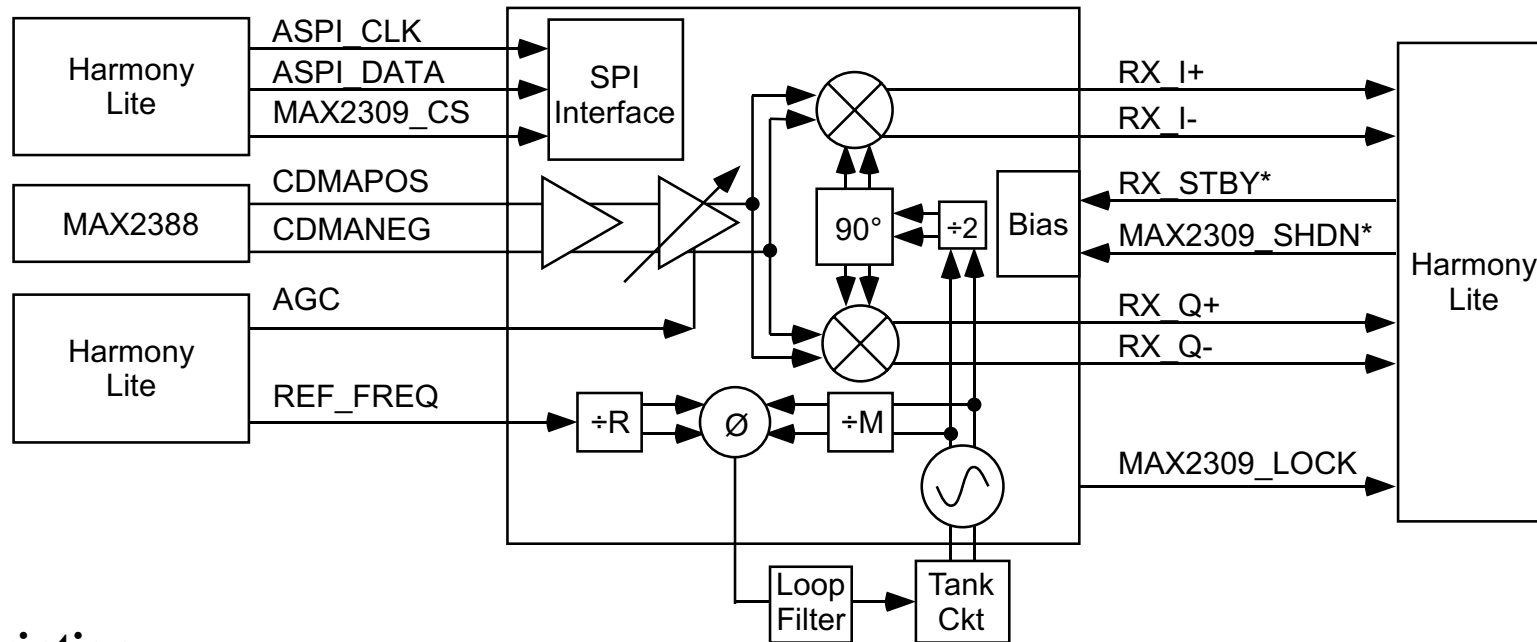 Harmony
Lite
ASPI_CLK
ASPI_DATA
MAX2309_CS
SPI
Interface
MAX2388
CDMAPOS
CDMANEG
Harmony
Lite
AGC
REF_FREQ
90°
÷2
Bias
÷R
Ø
÷M
Loop
Filter
Tank
Ckt
RX_I+
RX_I-
RX_STBY*
MAX2309_SHDN*
RX_Q+
RX_Q-
MAX2309_LOCK
Harmony
Lite